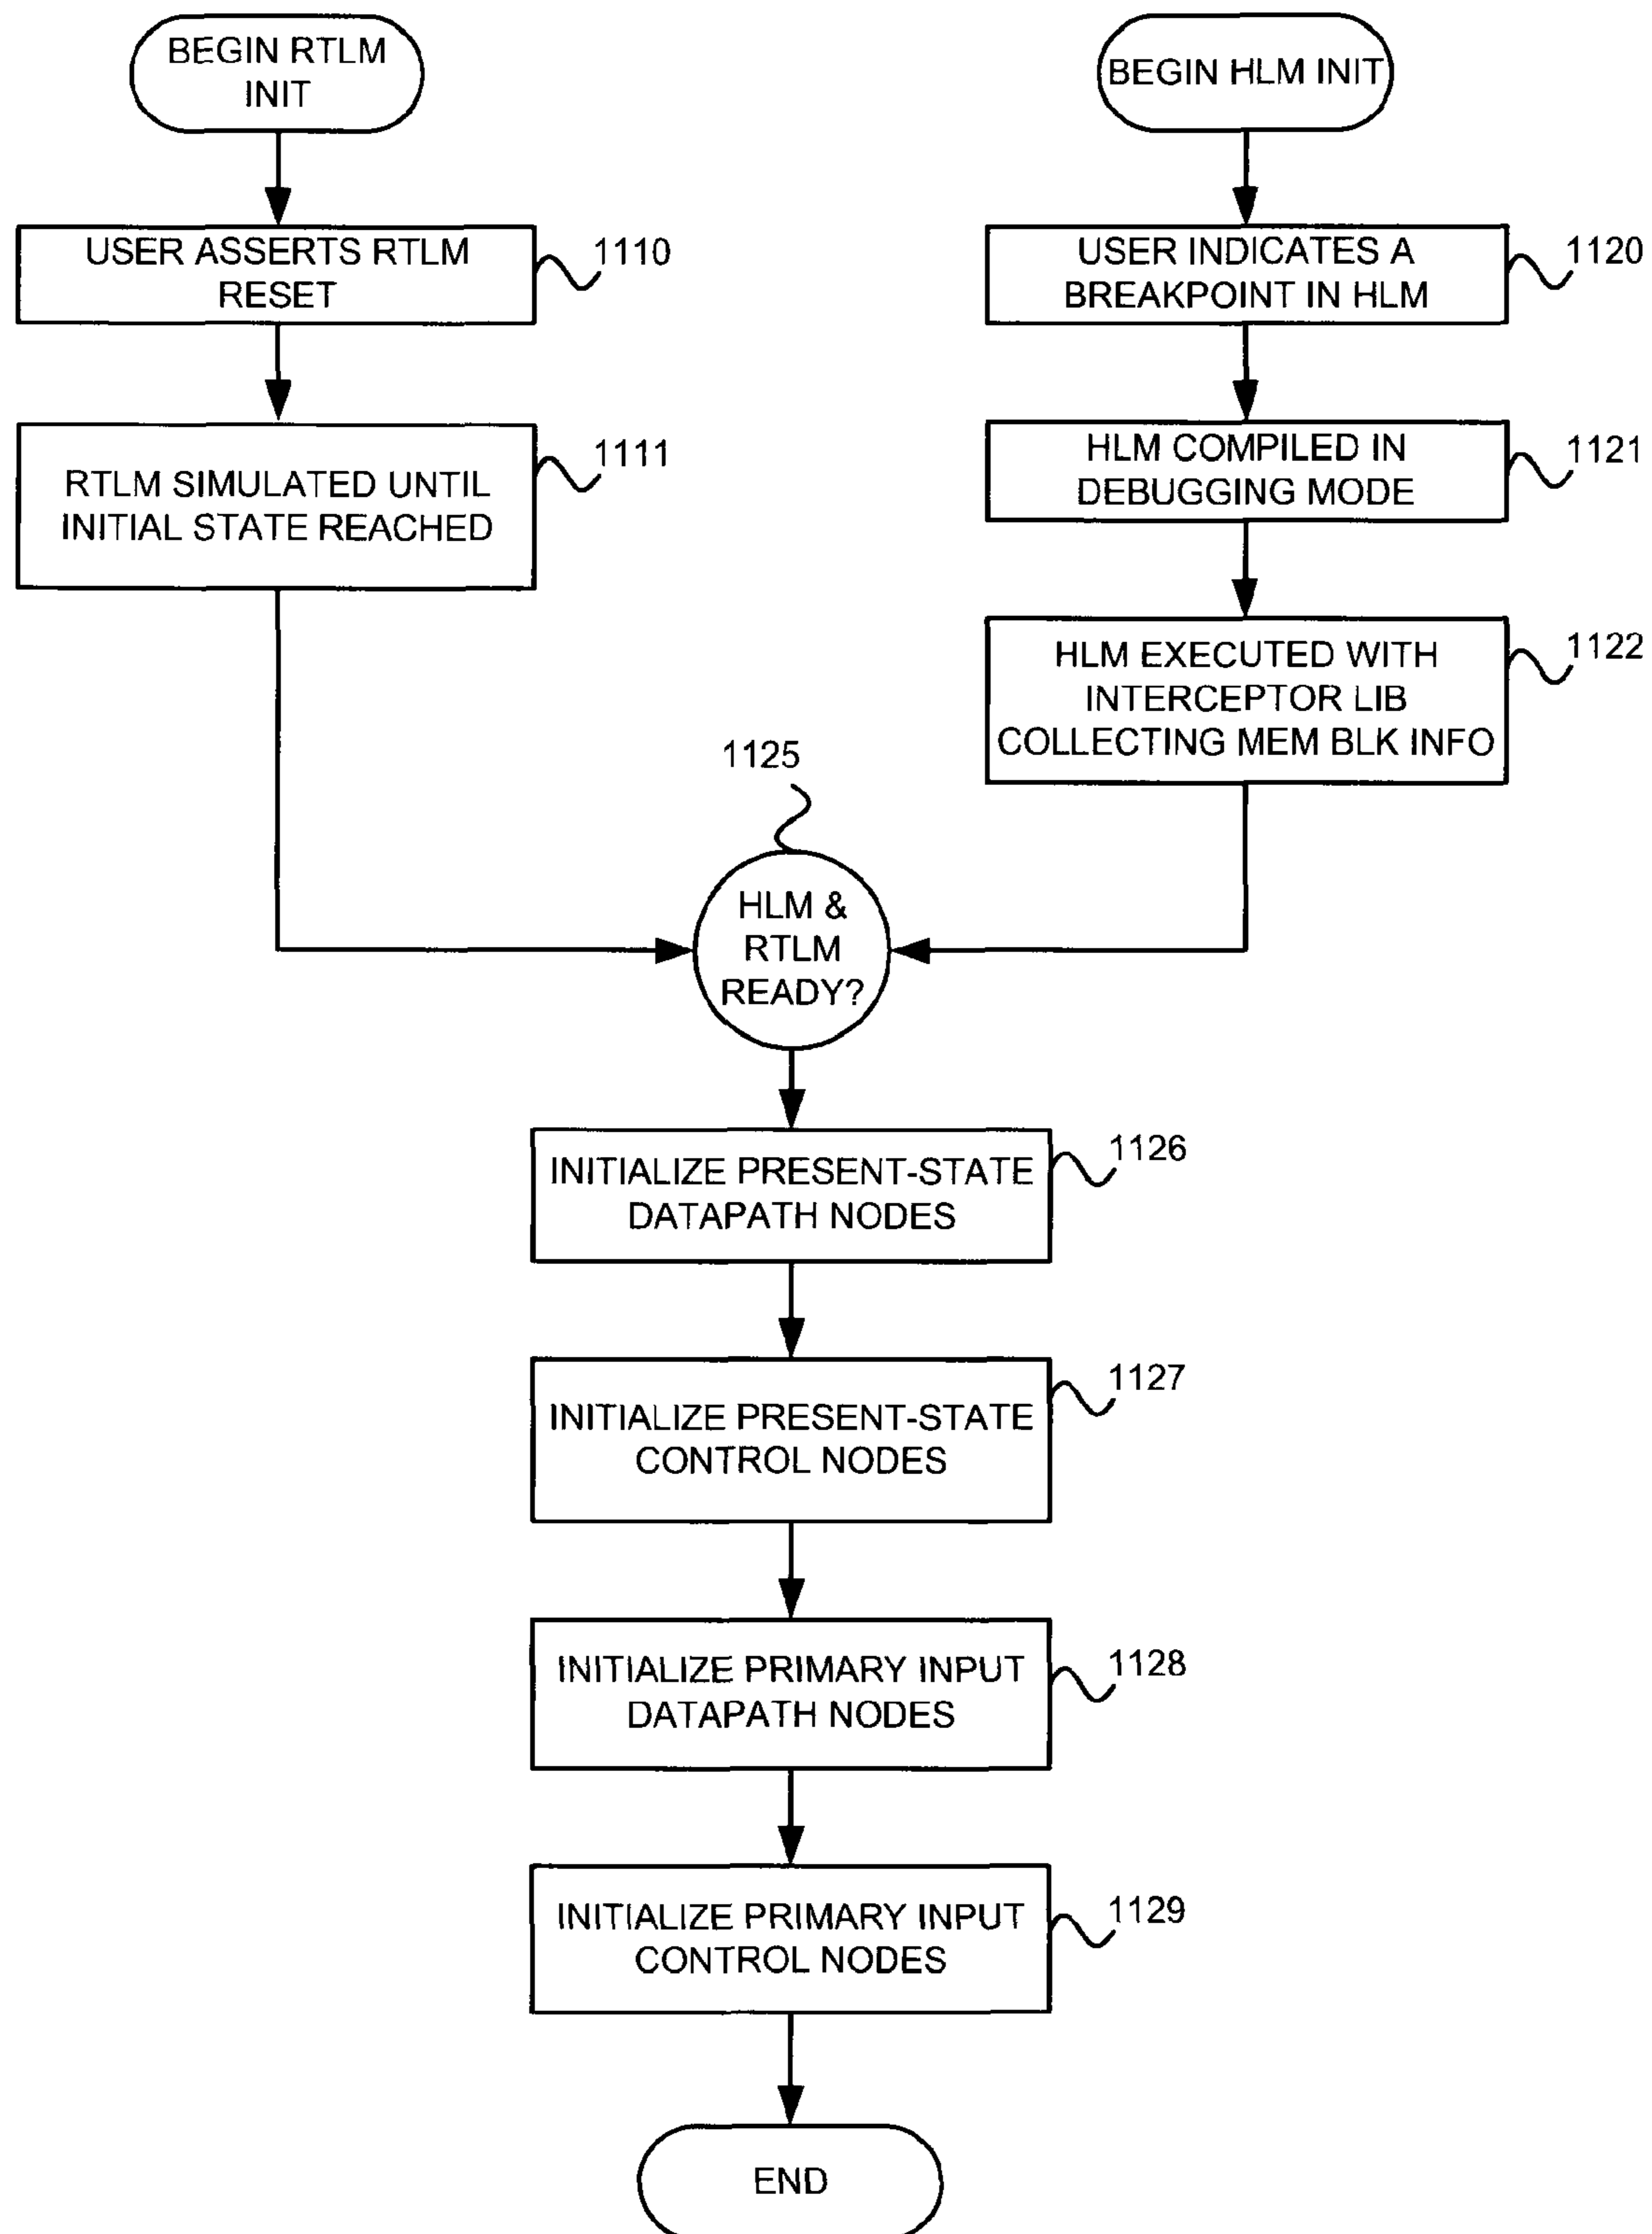 BEGIN RTLM
INIT
USER ASSERTS RTLM
RESET
1110
RTLM SIMULATED UNTIL
INITIAL STATE REACHED
1111
BEGIN HLM INIT
USER INDICATES A
BREAKPOINT IN HLM
1120
HLM COMPILED IN
DEBUGGING MODE
1121
HLM EXECUTED WITH
INTERCEPTOR LIB
COLLECTING MEM BLK INFO
1122
1125
HLM &
RTLM
READY?
INITIALIZE PRESENT-STATE
DATAPATH NODES
1126
INITIALIZE PRESENT-STATE
CONTROL NODES
1127
INITIALIZE PRIMARY INPUT
DATAPATH NODES
1128
INITIALIZE PRIMARY INPUT
CONTROL NODES
1129
END